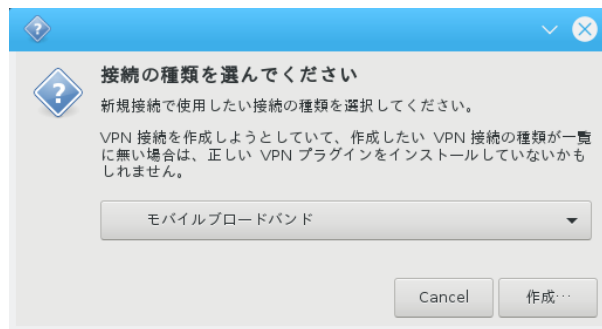 接続の種類を選んでください
新規接続で使用したい接続の種類を選択してください。
VPN 接続を作成しようとしていて、作成したい VPN 接続の種類が一覧
に無い場合は、正しい VPN プラグインをインストールしていないかも
しれません。
モバイルブロードバンド
Cancel
作成…